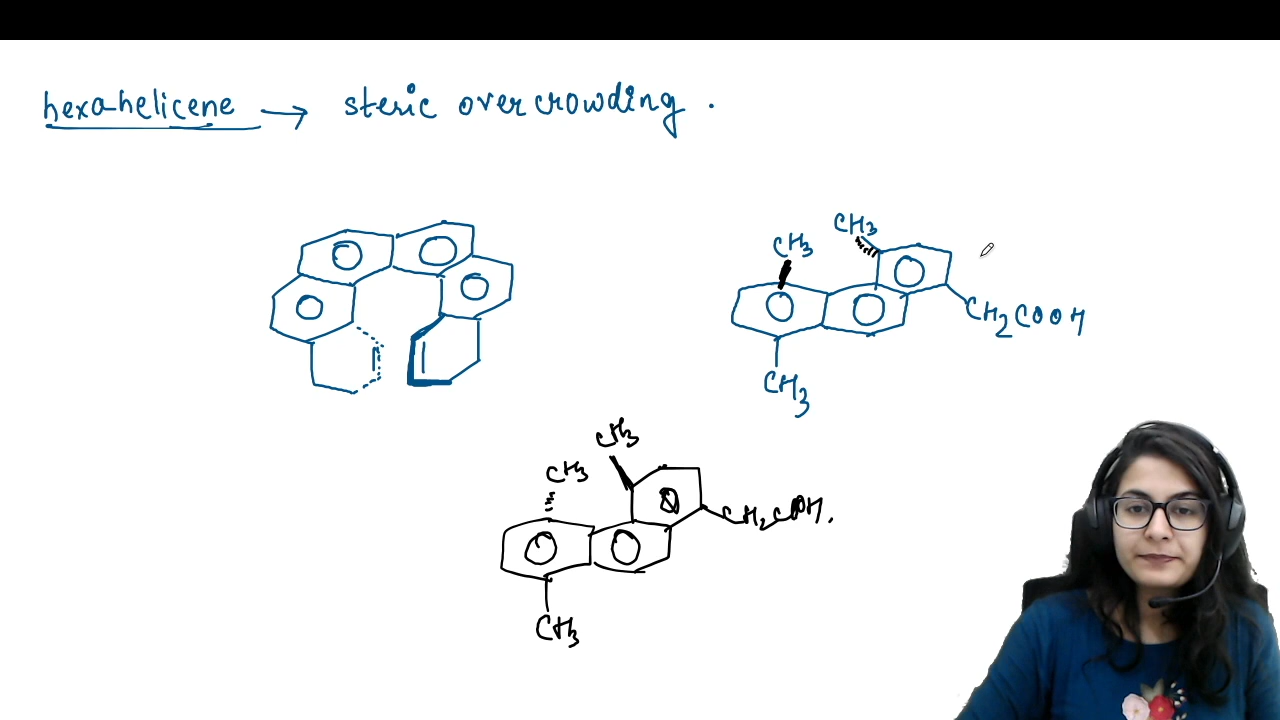 hexahelicene → steric overcrowding.
CH3
CH3
CH2COOH
CH3
CH3
CH3
CH2COOH.
CH3